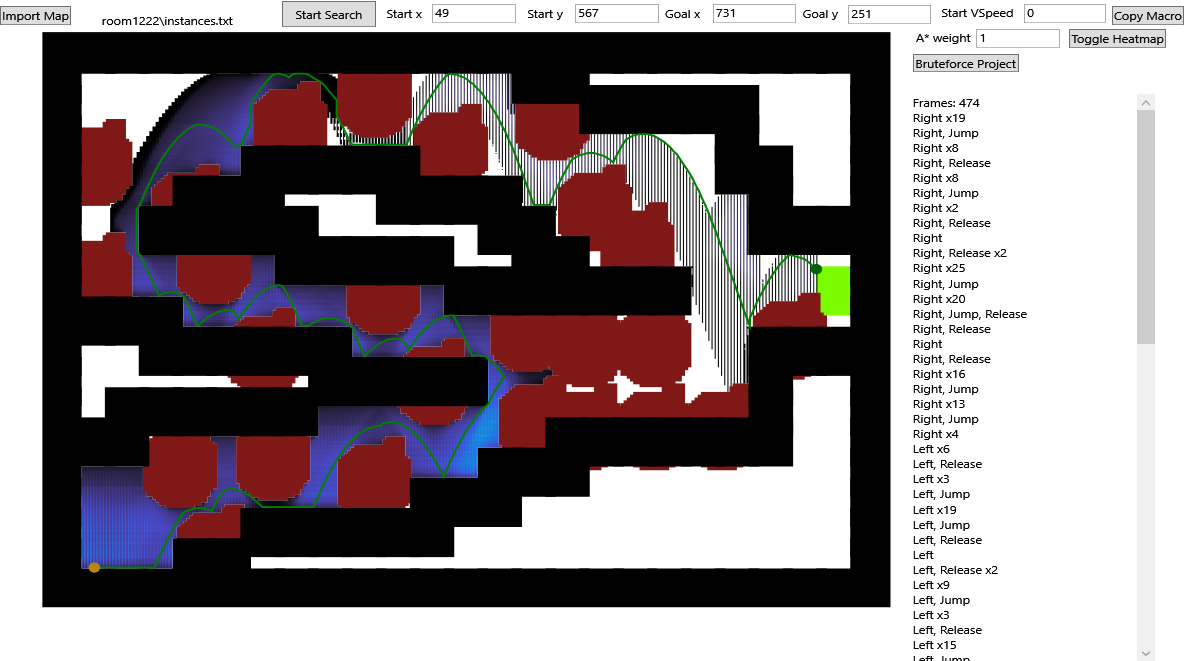 Import Map
room1222\instances.txt
Start Search
Start x 49 Start y 567 Goal x 731 Goal y 251 Start VSpeed 0 Copy Macro
A* weight 1 Toggle Heatmap
Bruteforce Project
Frames: 474
Right x19
Right, Jump
Right x8
Right, Release
Right x8
Right, Jump
Right x2
Right, Release
Right
Right, Release x2
Right x25
Right, Jump
Right x20
Right, Jump, Release
Right, Release
Right
Right, Release
Right x16
Right, Jump
Right x13
Right, Jump
Right x4
Left x6
Left, Release
Left x3
Left, Jump
Left x19
Left, Jump
Left, Release
Left
Left, Release x2
Left x9
Left, Jump
Left x3
Left, Release
Left x15
Left, Jump